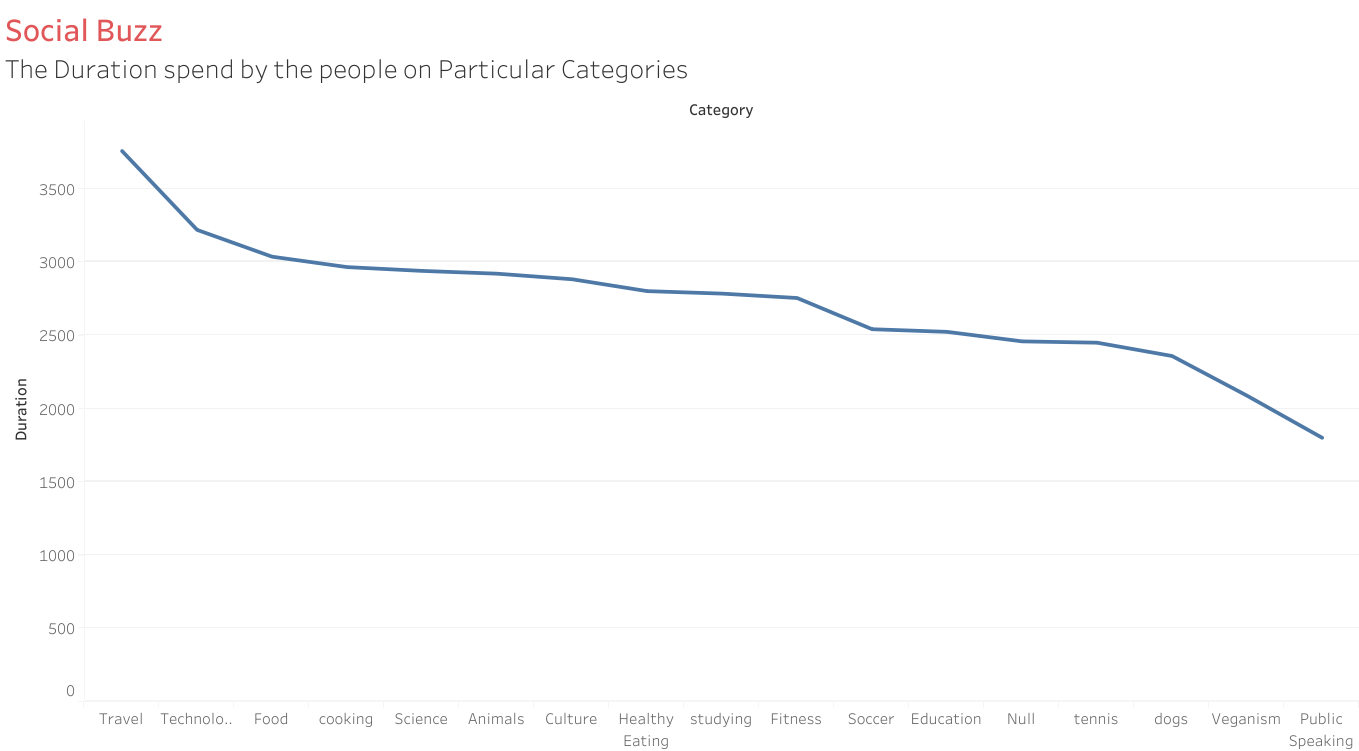 Social Buzz
The Duration spend by the people on Particular Categories
Category
Duration
3500
3000
2500
2000
1500
1000
500
0
Travel Technolo.. Food cooking Science Animals Culture Healthy studying Fitness Soccer Education Null tennis dogs Veganism Public
Eating Speaking